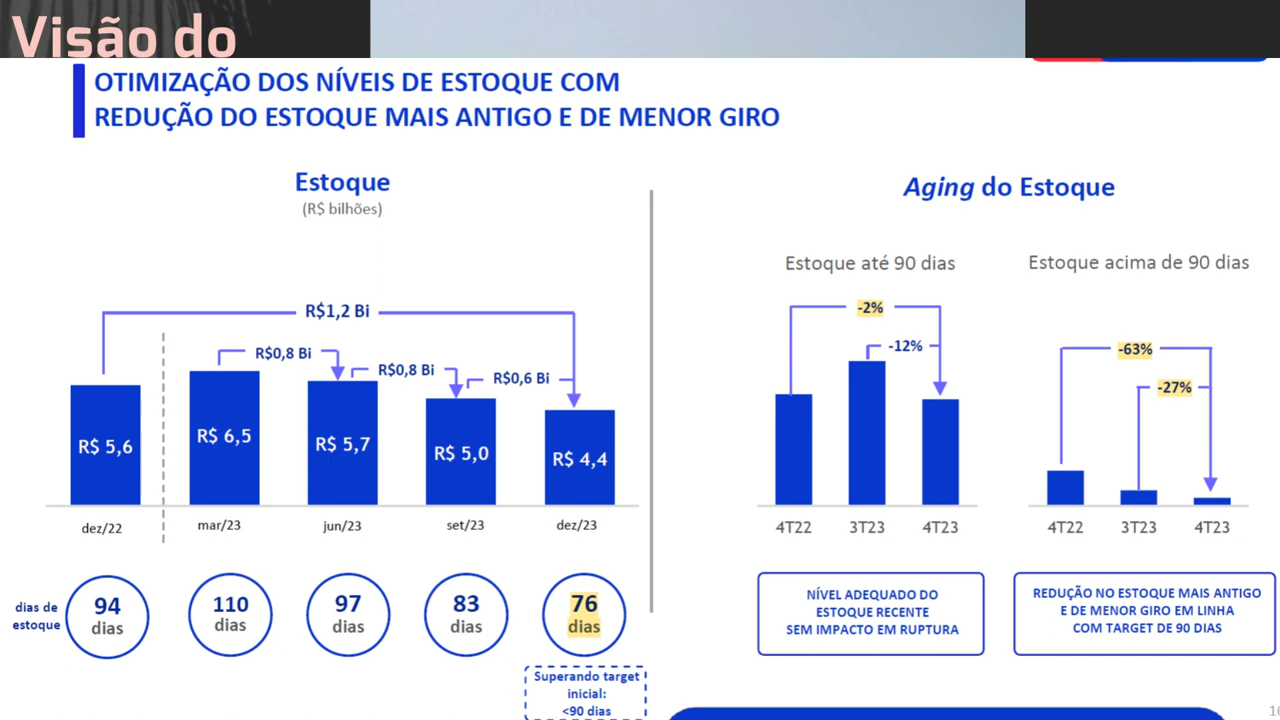 Visão do
OTIMIZAÇÃO DOS NÍVEIS DE ESTOQUE COM
REDUÇÃO DO ESTOQUE MAIS ANTIGO E DE MENOR GIRO
Estoque
(R$ bilhões)
R$1,2 Bi
R$0,8 Bi
R$0,8 Bi
R$0,6 Bi
R$ 5,6
R$ 6,5
R$ 5,7
R$ 5,0
R$ 4,4
dez/22
mar/23
jun/23
set/23
dez/23
dias de
estoque
94
dias
110
dias
97
dias
83
dias
76
dias
Superando target
inicial:
<90 dias
Aging do Estoque
Estoque até 90 dias
-2%
-12%
4T22
3T23
4T23
NÍVEL ADEQUADO DO
ESTOQUE RECENTE
SEM IMPACTO EM RUPTURA
Estoque acima de 90 dias
-63%
-27%
4T22
3T23
4T23
REDUÇÃO NO ESTOQUE MAIS ANTIGO
E DE MENOR GIRO EM LINHA
COM TARGET DE 90 DIAS